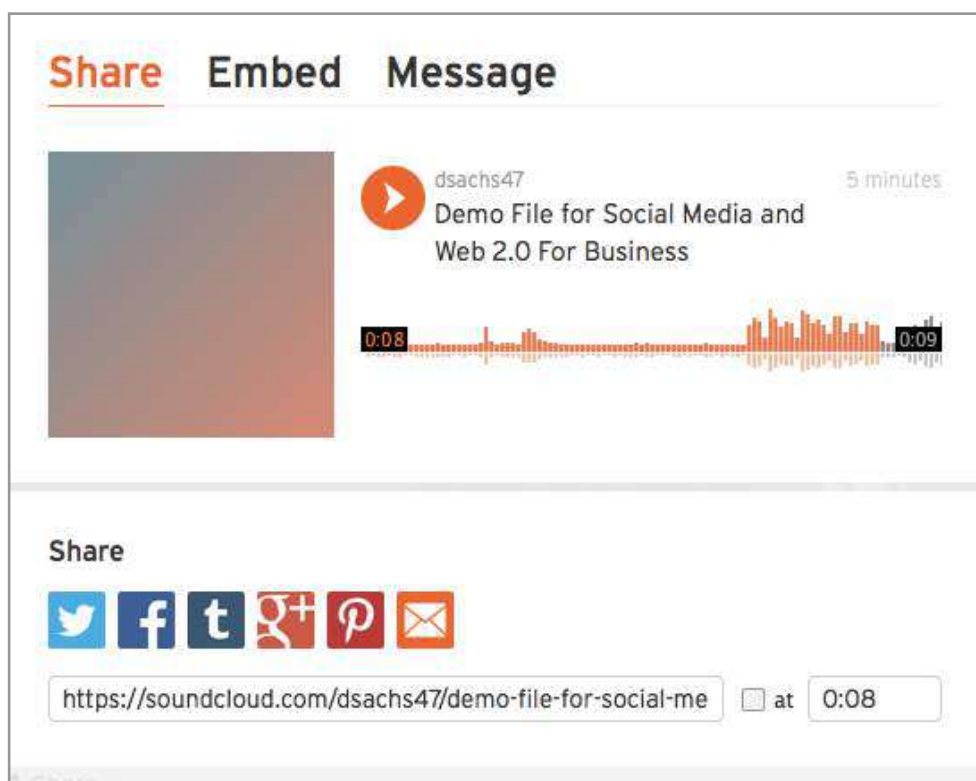 Share Embed Message
dsachs47 5 minutes
Demo File for Social Media and
Web 2.0 For Business
0:08 0:09
Share
t g+
https://soundcloud.com/dsachs47/demo-file-for-social-me at 0:08